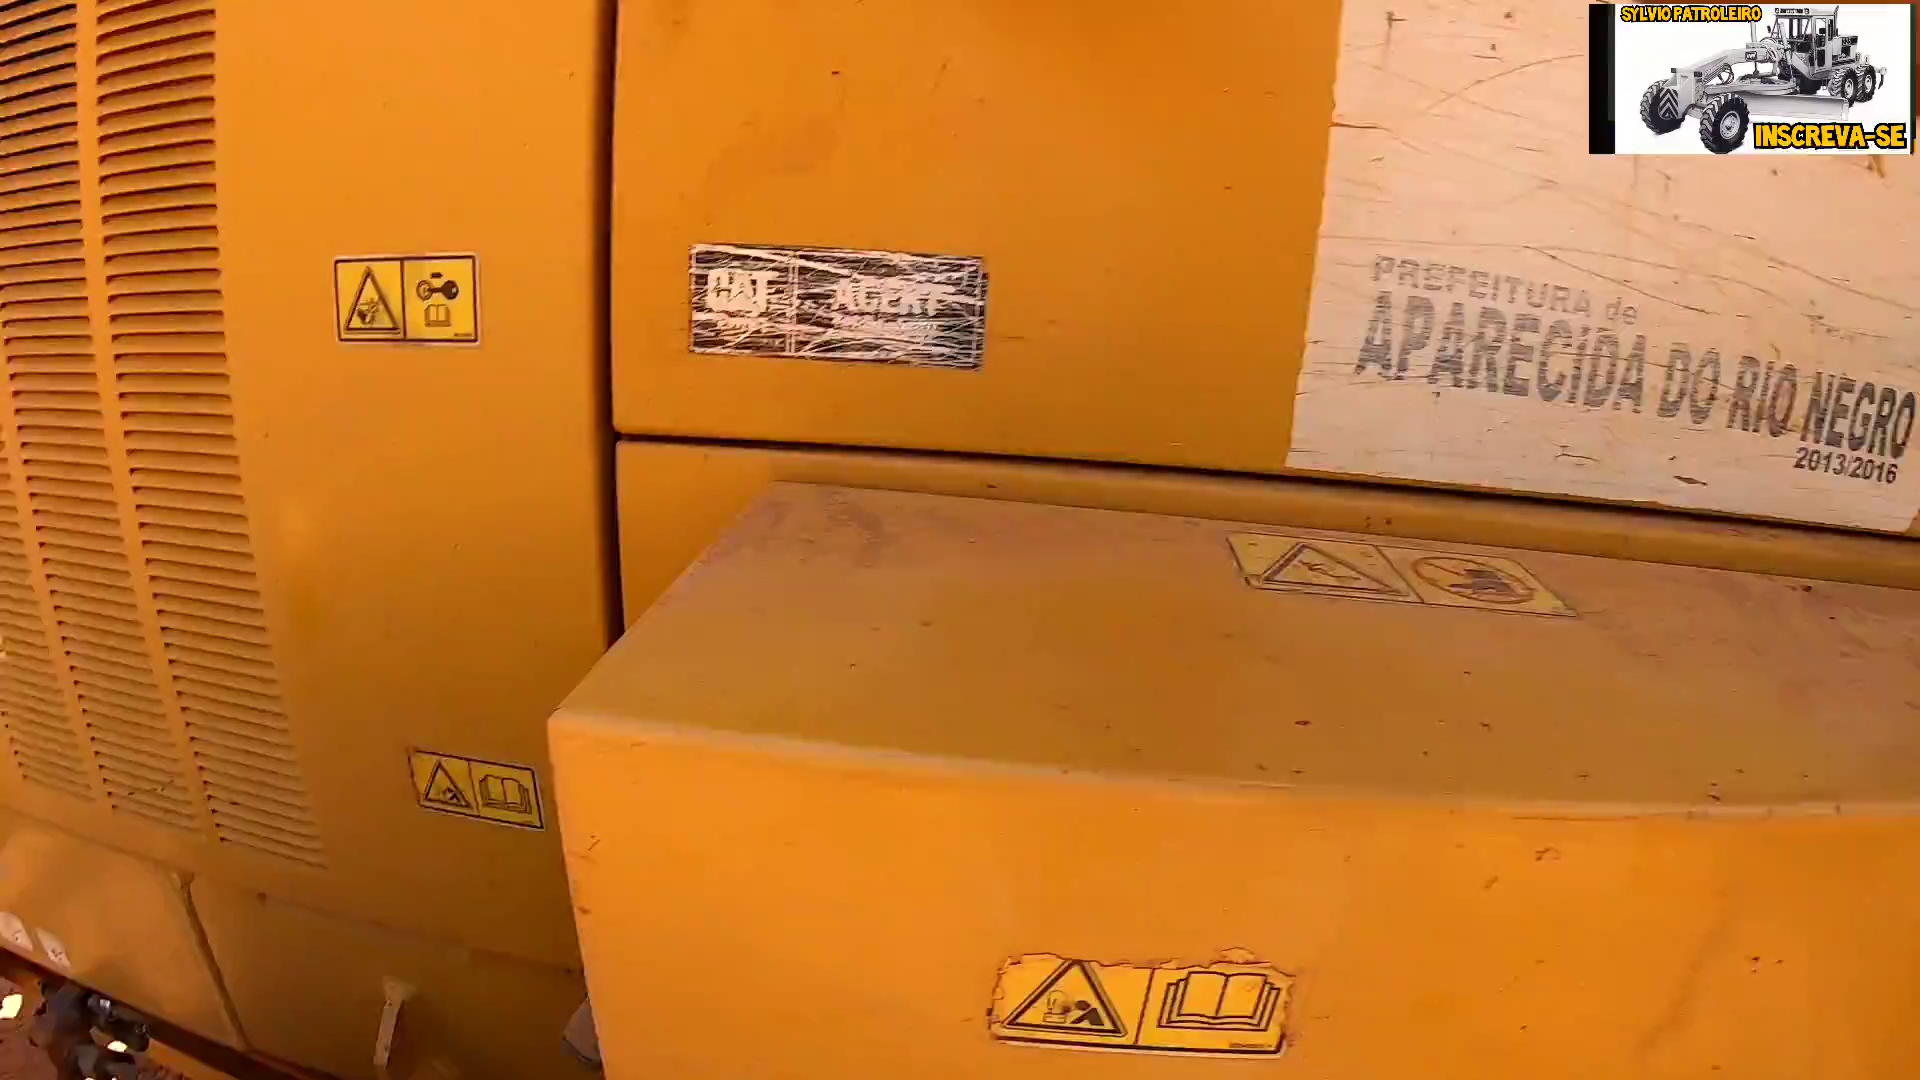 SYLVIO PATROLEIRO
INSCREVA-SE
CAT
PREFEITURA de
APARECIDA DO RIO NEGRO
2013/2016